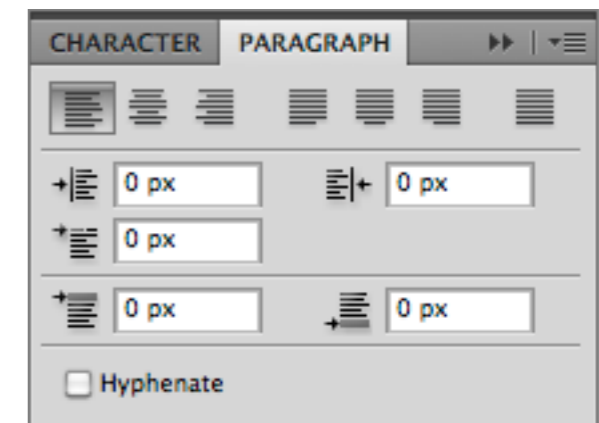 CHARACTER PARAGRAPH
0 px 0 px
0 px
0 px 0 px
Hyphenate